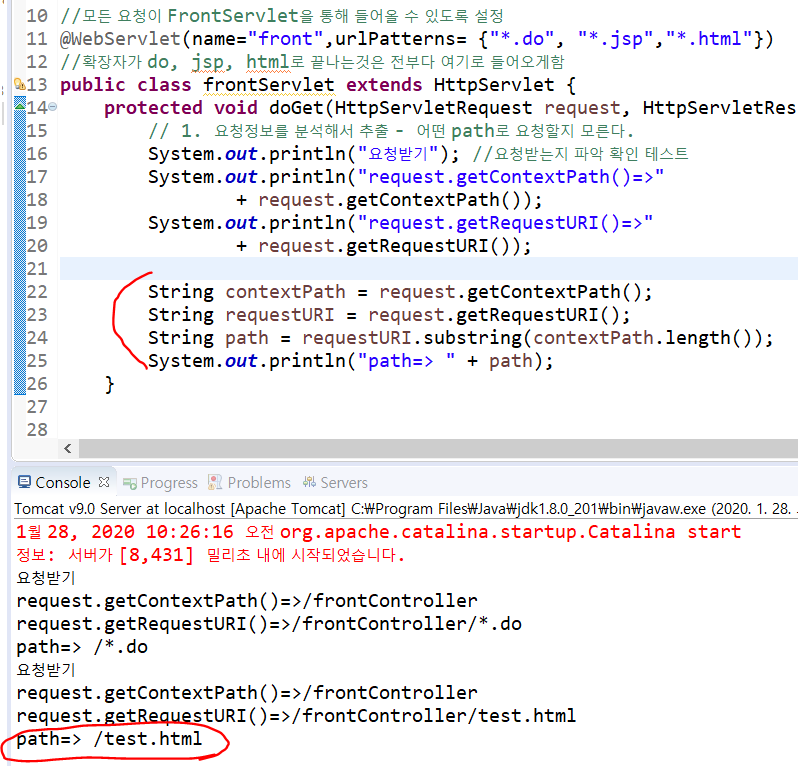 10 //모든 요청이 FrontServlet을 통해 들어올 수 있도록 설정
11 @WebServlet(name="front",urlPatterns= {"*.do", "*.jsp","*.html"})
12 //확장자가 do, jsp, html로 끝나는것은 전부다 여기로 들어오게함
13 public class frontServlet extends HttpServlet {
14 protected void doGet(HttpServletRequest request, HttpServletRes
15 // 1. 요청정보를 분석해서 추출 - 어떤 path로 요청할지 모른다.
16 System.out.println("요청받기"); //요청받는지 파악 확인 테스트
17 System.out.println("request.getContextPath()=>"
18 + request.getContextPath());
19 System.out.println("request.getRequestURI()=>"
20 + request.getRequestURI());
21
22 String contextPath = request.getContextPath();
23 String requestURI = request.getRequestURI();
24 String path = requestURI.substring(contextPath.length());
25 System.out.println("path=> " + path);
26 }
27
28
Console Progress Problems Servers
Tomcat v9.0 Server at localhost [Apache Tomcat] C:₩Program Files₩Java₩jdk1.8.0_201₩bin₩javaw.exe (2020. 1. 28. .
1월 28, 2020 10:26:16 오전 org.apache.catalina.startup.Catalina start
정보: 서버가 [8,431] 밀리초 내에 시작되었습니다.
요청받기
request.getContextPath()=>/frontController
request.getRequestURI()=>/frontController/*.do
path=> /*.do
요청받기
request.getContextPath()=>/frontController
request.getRequestURI()=>/frontController/test.html
path=> /test.html